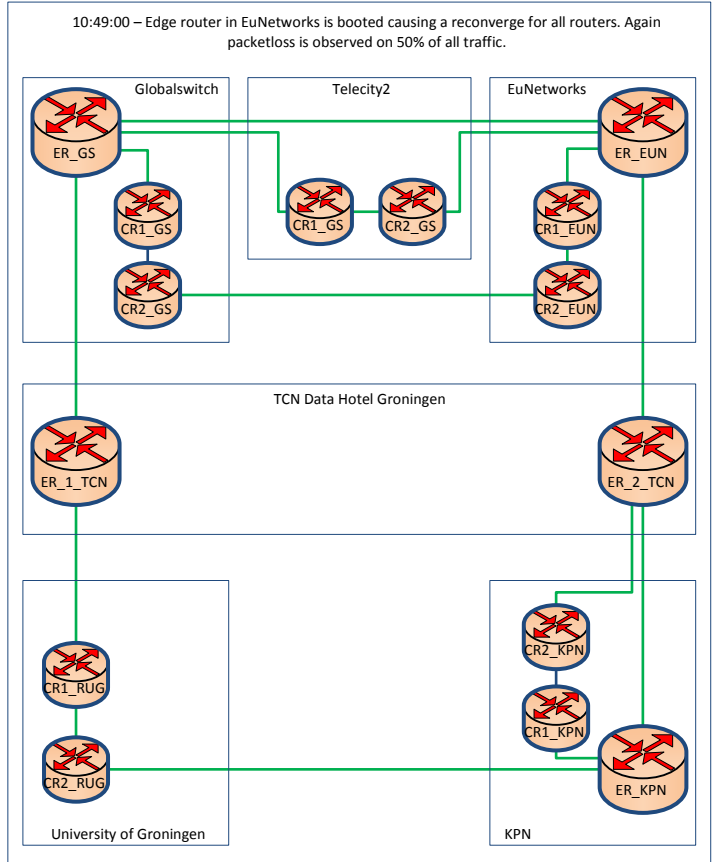 10:49:00 – Edge router in EuNetworks is booted causing a reconverge for all routers. Again
packetloss is observed on 50% of all traffic.
Globalswitch
Telecity2
EuNetworks
ER_GS
ER_EUN
CR1_GS
CR1_GS
CR2_GS
CR1_EUN
CR2_GS
CR2_EUN
TCN Data Hotel Groningen
ER_1_TCN
ER_2_TCN
CR2_KPN
CR1_RUG
CR1_KPN
CR2_RUG
ER_KPN
University of Groningen
KPN